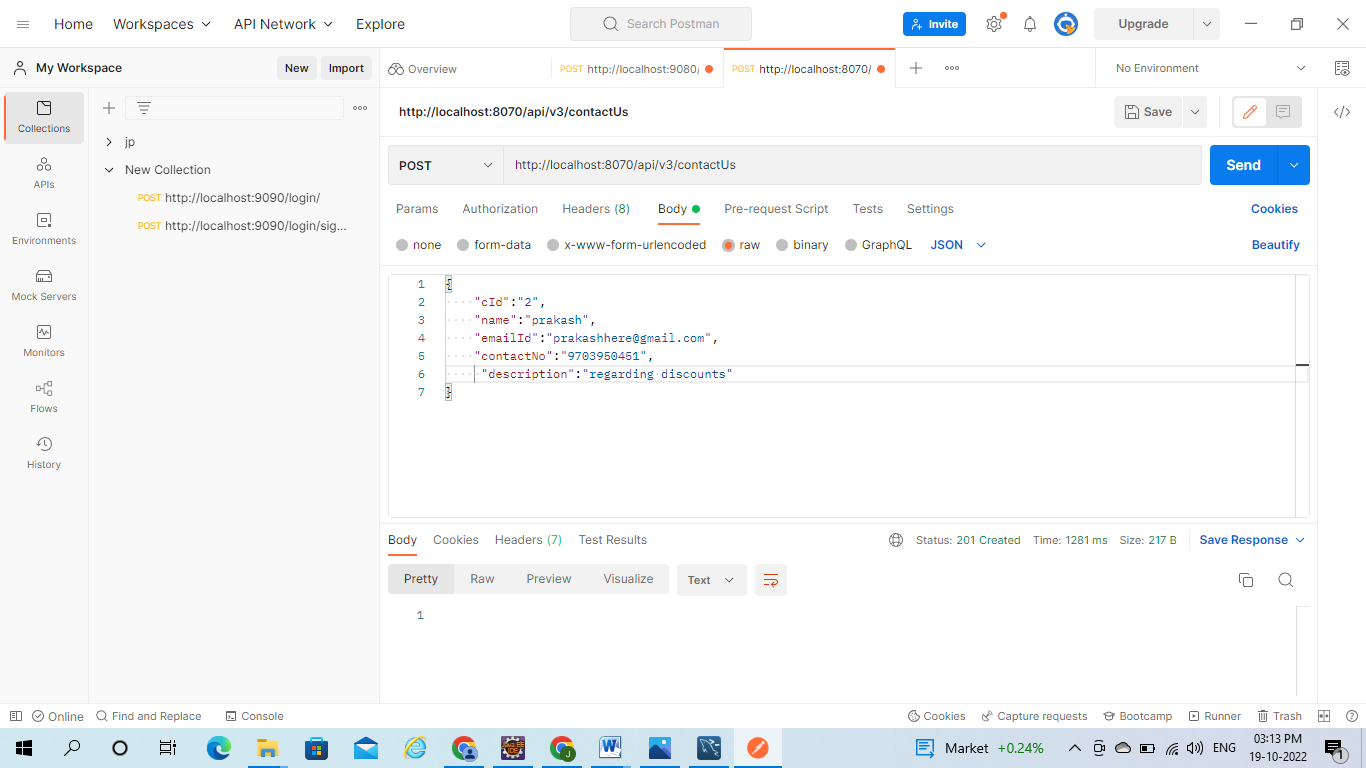 Home Workspaces API Network Explore Search Postman Invite Upgrade
My Workspace New Import Overview POST http://localhost:9080/ POST http://localhost:8070/ No Environment
Collections
APIs
Environments
Mock Servers
Monitors
Flows
History
jp
New Collection
POST http://localhost:9090/login/
POST http://localhost:9090/login/sig...
http://localhost:8070/api/v3/contactUs Save
POST http://localhost:8070/api/v3/contactUs Send
Params Authorization Headers (8) Body Pre-request Script Tests Settings Cookies
none form-data x-www-form-urlencoded raw binary GraphQL JSON Beautify
1 {
2 "cId":"2",
3 "name":"prakash",
4 "emailId":"prakashhere@gmail.com",
5 "contactNo":"9703950451",
6 "description":"regarding discounts"
7 }
Body Cookies Headers (7) Test Results Status: 201 Created Time: 1281 ms Size: 217 B Save Response
Pretty Raw Preview Visualize Text
1
Online Find and Replace Console Cookies Capture requests Bootcamp Runner Trash
Java EE IDE J W Market +0.24% ENG 03:13 PM
19-10-2022 1